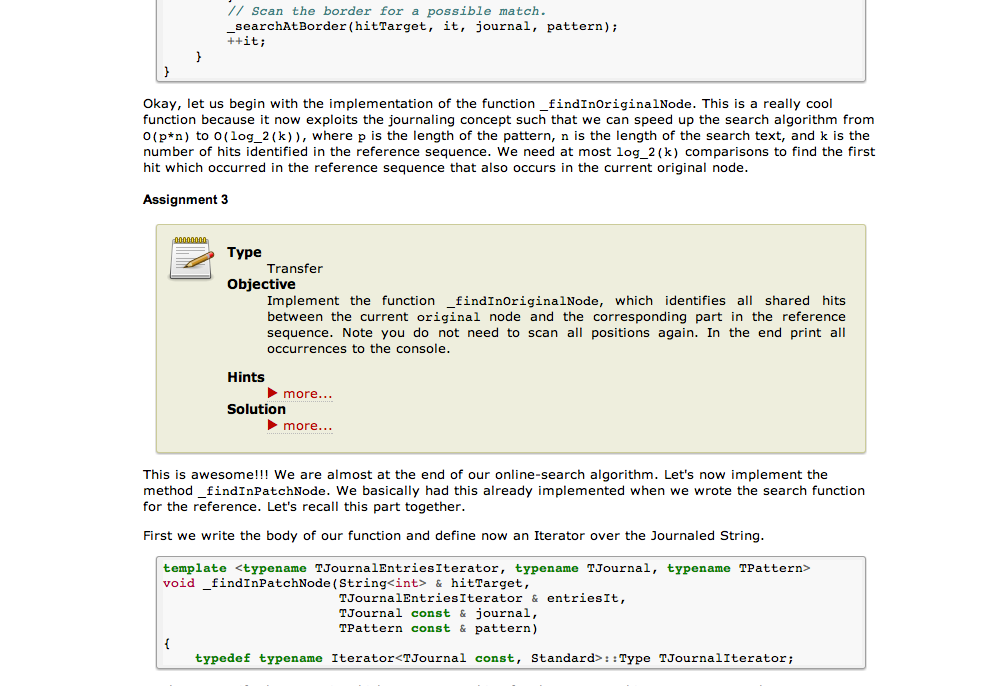 // Scan the border for a possible match.
_searchAtBorder(hitTarget, it, journal, pattern);
++it;
}
}
Okay, let us begin with the implementation of the function _findInOriginalNode. This is a really cool
function because it now exploits the journaling concept such that we can speed up the search algorithm from
O(p*n) to O(log_2(k)), where p is the length of the pattern, n is the length of the search text, and k is the
number of hits identified in the reference sequence. We need at most log_2(k) comparisons to find the first
hit which occurred in the reference sequence that also occurs in the current original node.
Assignment 3
Type
Transfer
Objective
Implement the function _findInOriginalNode, which identifies all shared hits
between the current original node and the corresponding part in the reference
sequence. Note you do not need to scan all positions again. In the end print all
occurrences to the console.
Hints
more...
Solution
more...
This is awesome!!! We are almost at the end of our online-search algorithm. Let's now implement the
method _findInPatchNode. We basically had this already implemented when we wrote the search function
for the reference. Let's recall this part together.
First we write the body of our function and define now an Iterator over the Journaled String.
template <typename TJournalEntriesIterator, typename TJournal, typename TPattern>
void _findInPatchNode(String<int> & hitTarget,
TJournalEntriesIterator & entriesIt,
TJournal const & journal,
TPattern const & pattern)
{
typedef typename Iterator<TJournal const, Standard>::Type TJournalIterator;